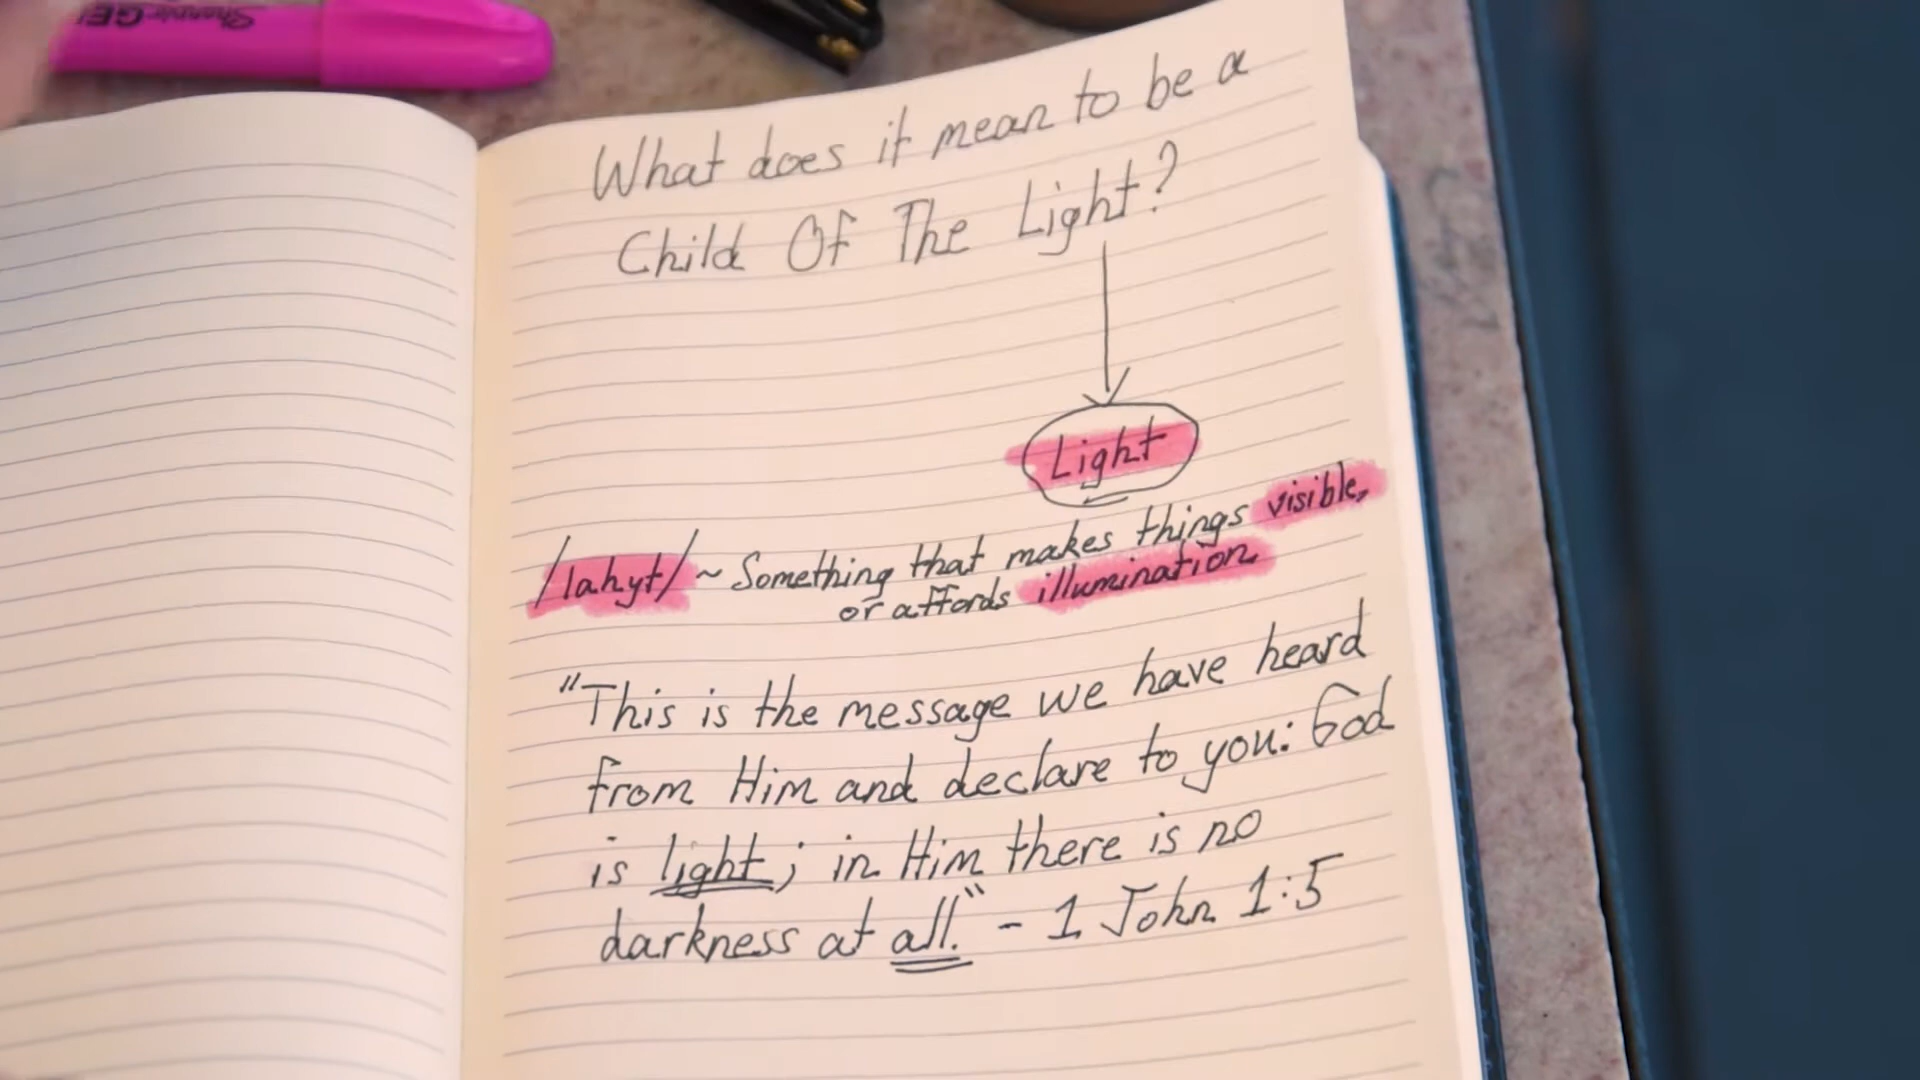 Sharpie GE
What does it mean to be a
Child Of The Light?
Light
/lahyt/ ~ Something that makes things visible,
or affords illumination
"This is the message we have heard
from Him and declare to you: God
is light; in Him there is no
darkness at all." - 1 John 1:5